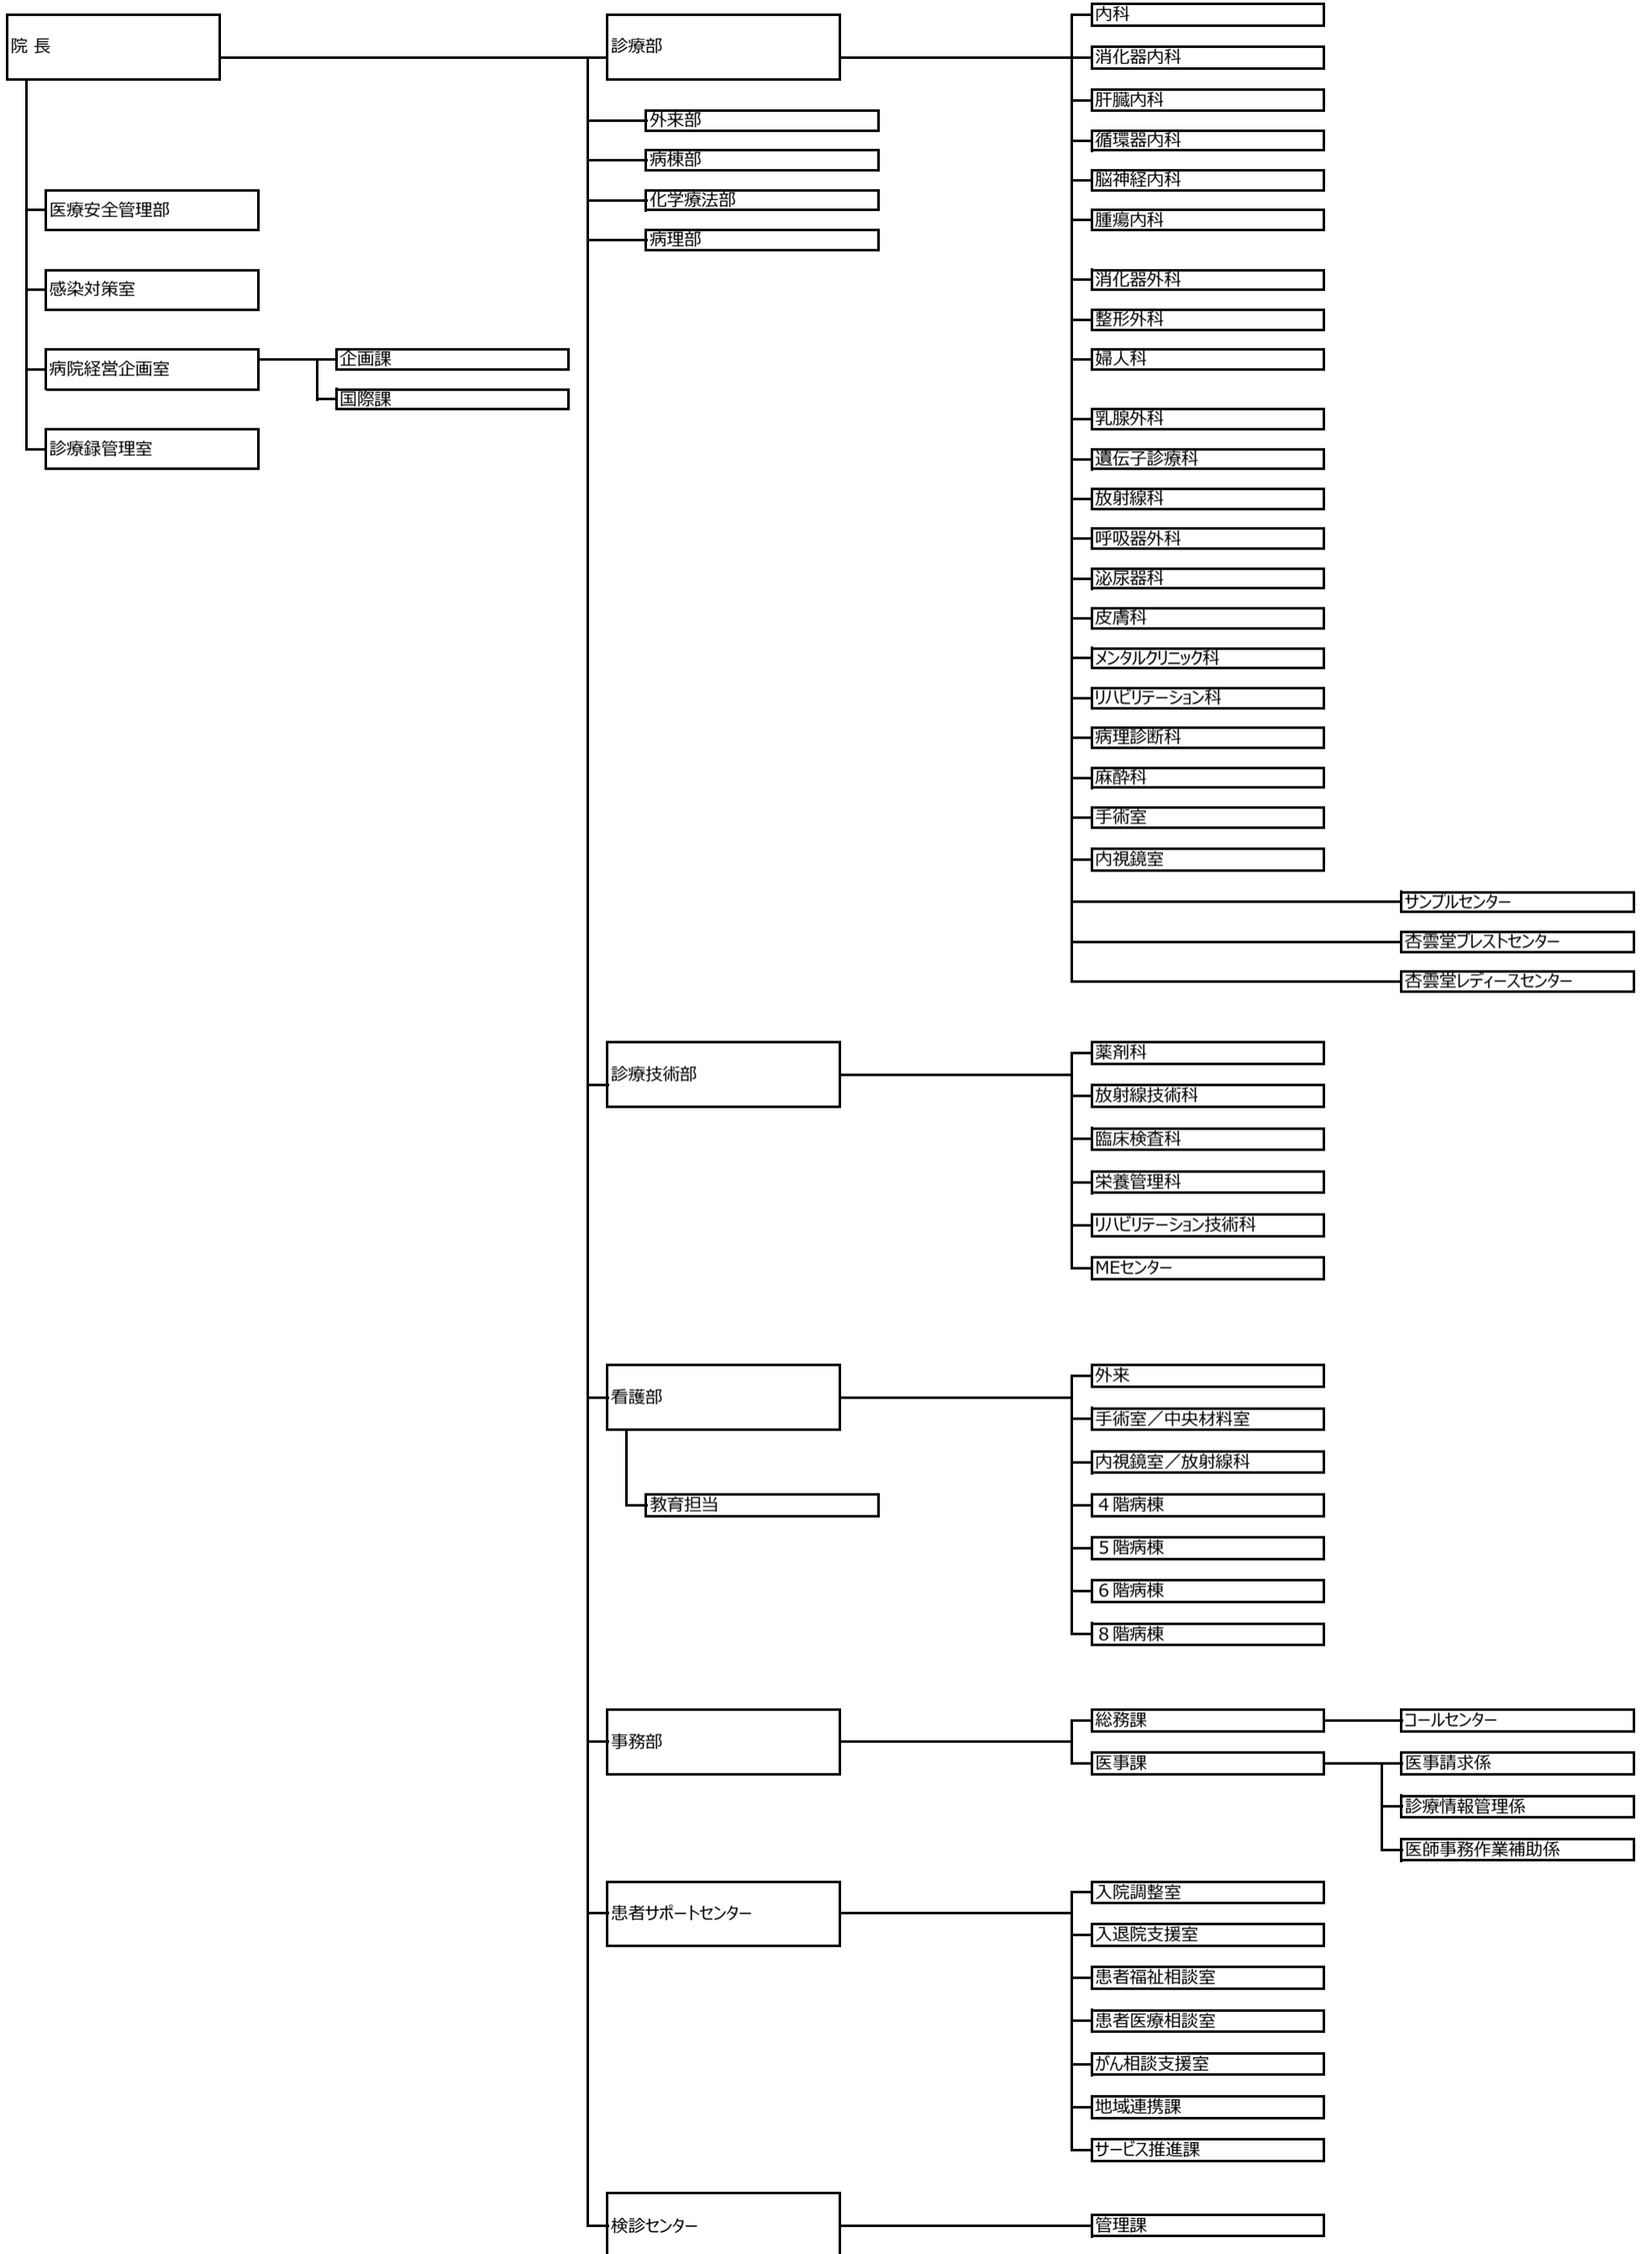 院 長
医療安全管理部
感染対策室
病院経営企画室
企画課
国際課
診療録管理室
診療部
外来部
病棟部
化学療法部
病理部
内科
消化器内科
肝臓内科
循環器内科
脳神経内科
腫瘍内科
消化器外科
整形外科
婦人科
乳腺外科
遺伝子診療科
放射線科
呼吸器外科
泌尿器科
皮膚科
メンタルクリニック科
リハビリテーション科
病理診断科
麻酔科
手術室
内視鏡室
サンプルセンター
杏雲堂ブレストセンター
杏雲堂レディースセンター
診療技術部
薬剤科
放射線技術科
臨床検査科
栄養管理科
リハビリテーション技術科
MEセンター
看護部
教育担当
外来
手術室／中央材料室
内視鏡室／放射線科
４階病棟
５階病棟
６階病棟
８階病棟
事務部
総務課
コールセンター
医事課
医事請求係
診療情報管理係
医師事務作業補助係
患者サポートセンター
入院調整室
入退院支援室
患者福祉相談室
患者医療相談室
がん相談支援室
地域連携課
サービス推進課
検診センター
管理課